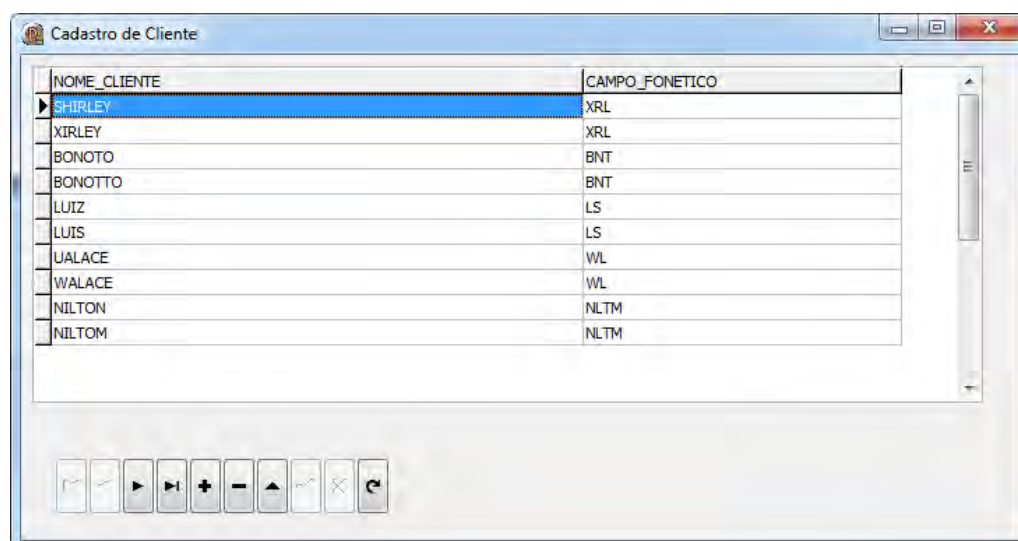 Cadastro de Cliente
NOME_CLIENTE CAMPO_FONETICO
SHIRLEY XRL
XIRLEY XRL
BONOTO BNT
BONOTTO BNT
LUIZ LS
LUIS LS
UALACE WL
WALACE WL
NILTON NLTM
NILTOM NLTM